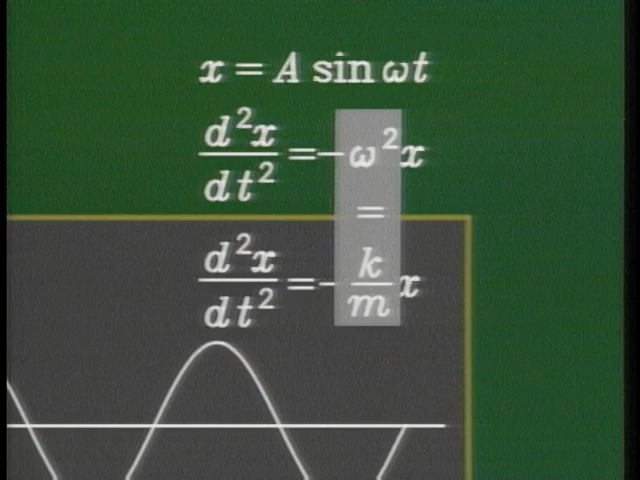 x = A sin ωt
d²x/dt² = -ω²x
=
d²x/dt² = -k/m x